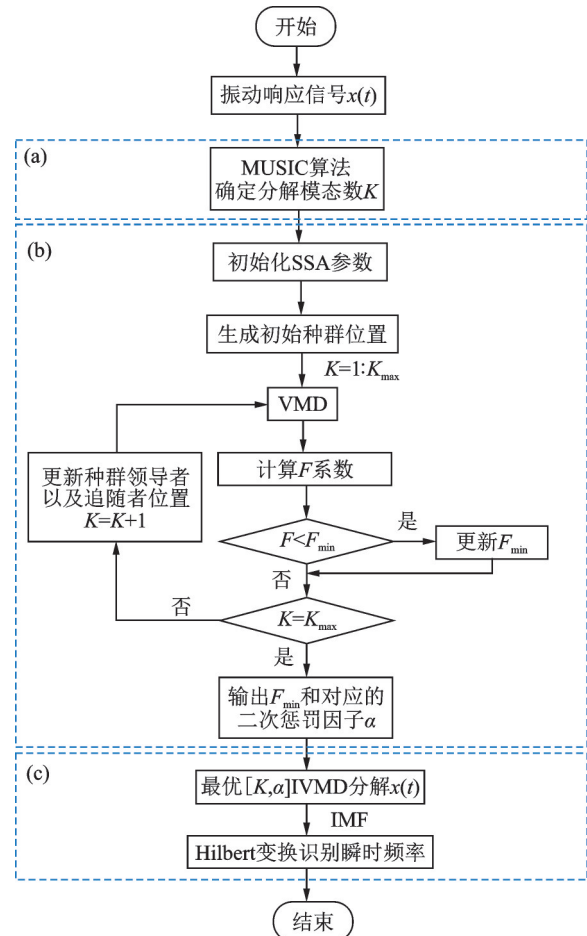 开始
振动响应信号x(t)
(a)
MUSIC算法
确定分解模态数K
(b)
初始化SSA参数
生成初始种群位置
K=1∶Kmax
VMD
更新种群领导者
以及追随者位置
K=K+1
计算F系数
F<Fmin
是
更新Fmin
否
K=Kmax
否
是
输出Fmin和对应的
二次惩罚因子α
(c)
最优[K,α]IVMD分解x(t)
IMF
Hilbert变换识别瞬时频率
结束